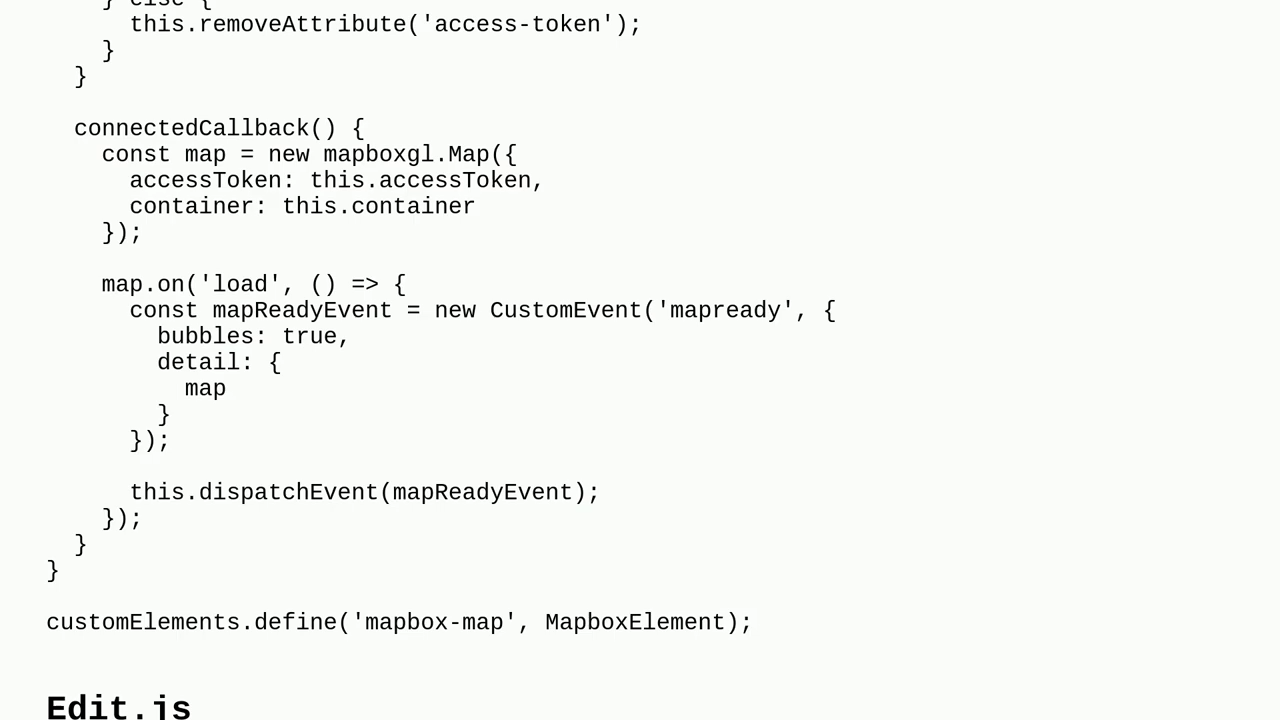 } else {
this.removeAttribute('access-token');
}
}
connectedCallback() {
const map = new mapboxgl.Map({
accessToken: this.accessToken,
container: this.container
});
map.on('load', () => {
const mapReadyEvent = new CustomEvent('mapready', {
bubbles: true,
detail: {
map
}
});
this.dispatchEvent(mapReadyEvent);
});
}
}
customElements.define('mapbox-map', MapboxElement);
Edit.js